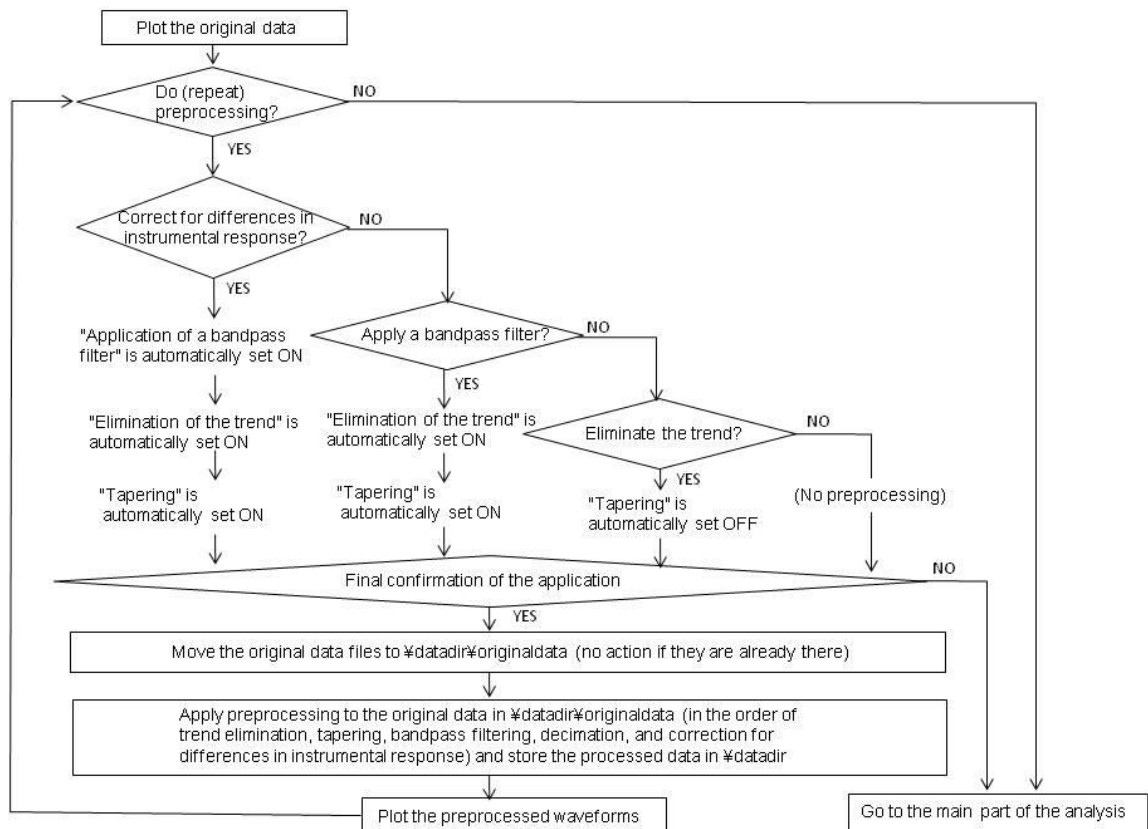 Plot the original data
Do (repeat)
preprocessing?
NO
YES
Correct for differences in
instrumental response?
NO
YES
"Application of a bandpass
filter" is automatically set ON
Apply a bandpass filter?
NO
YES
"Elimination of the trend" is
automatically set ON
"Elimination of the trend" is
automatically set ON
Eliminate the trend?
NO
YES
"Tapering" is
automatically set ON
"Tapering" is
automatically set ON
"Tapering" is
automatically set OFF
(No preprocessing)
Final confirmation of the application
NO
YES
Move the original data files to ¥datadir¥originaldata (no action if they are already there)
Apply preprocessing to the original data in ¥datadir¥originaldata (in the order of
trend elimination, tapering, bandpass filtering, decimation, and correction for
differences in instrumental response) and store the processed data in ¥datadir
Plot the preprocessed waveforms
Go to the main part of the analysis